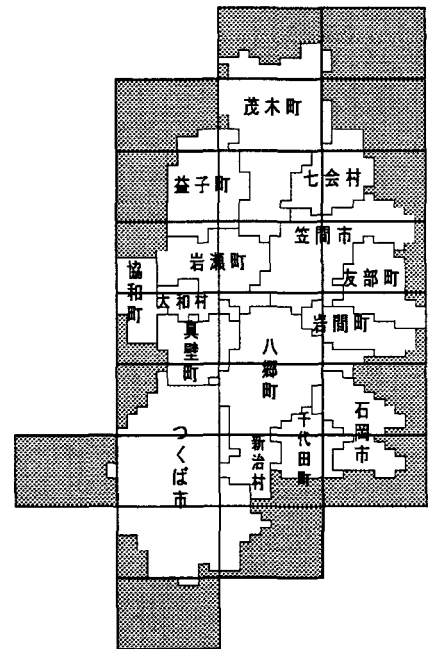 茂木町
益子町
七会村
笠間市
岩瀬町
友部町
協和町
大和村
岩間町
真壁町
八郷町
つくば市
新治村
千代田町
石岡市